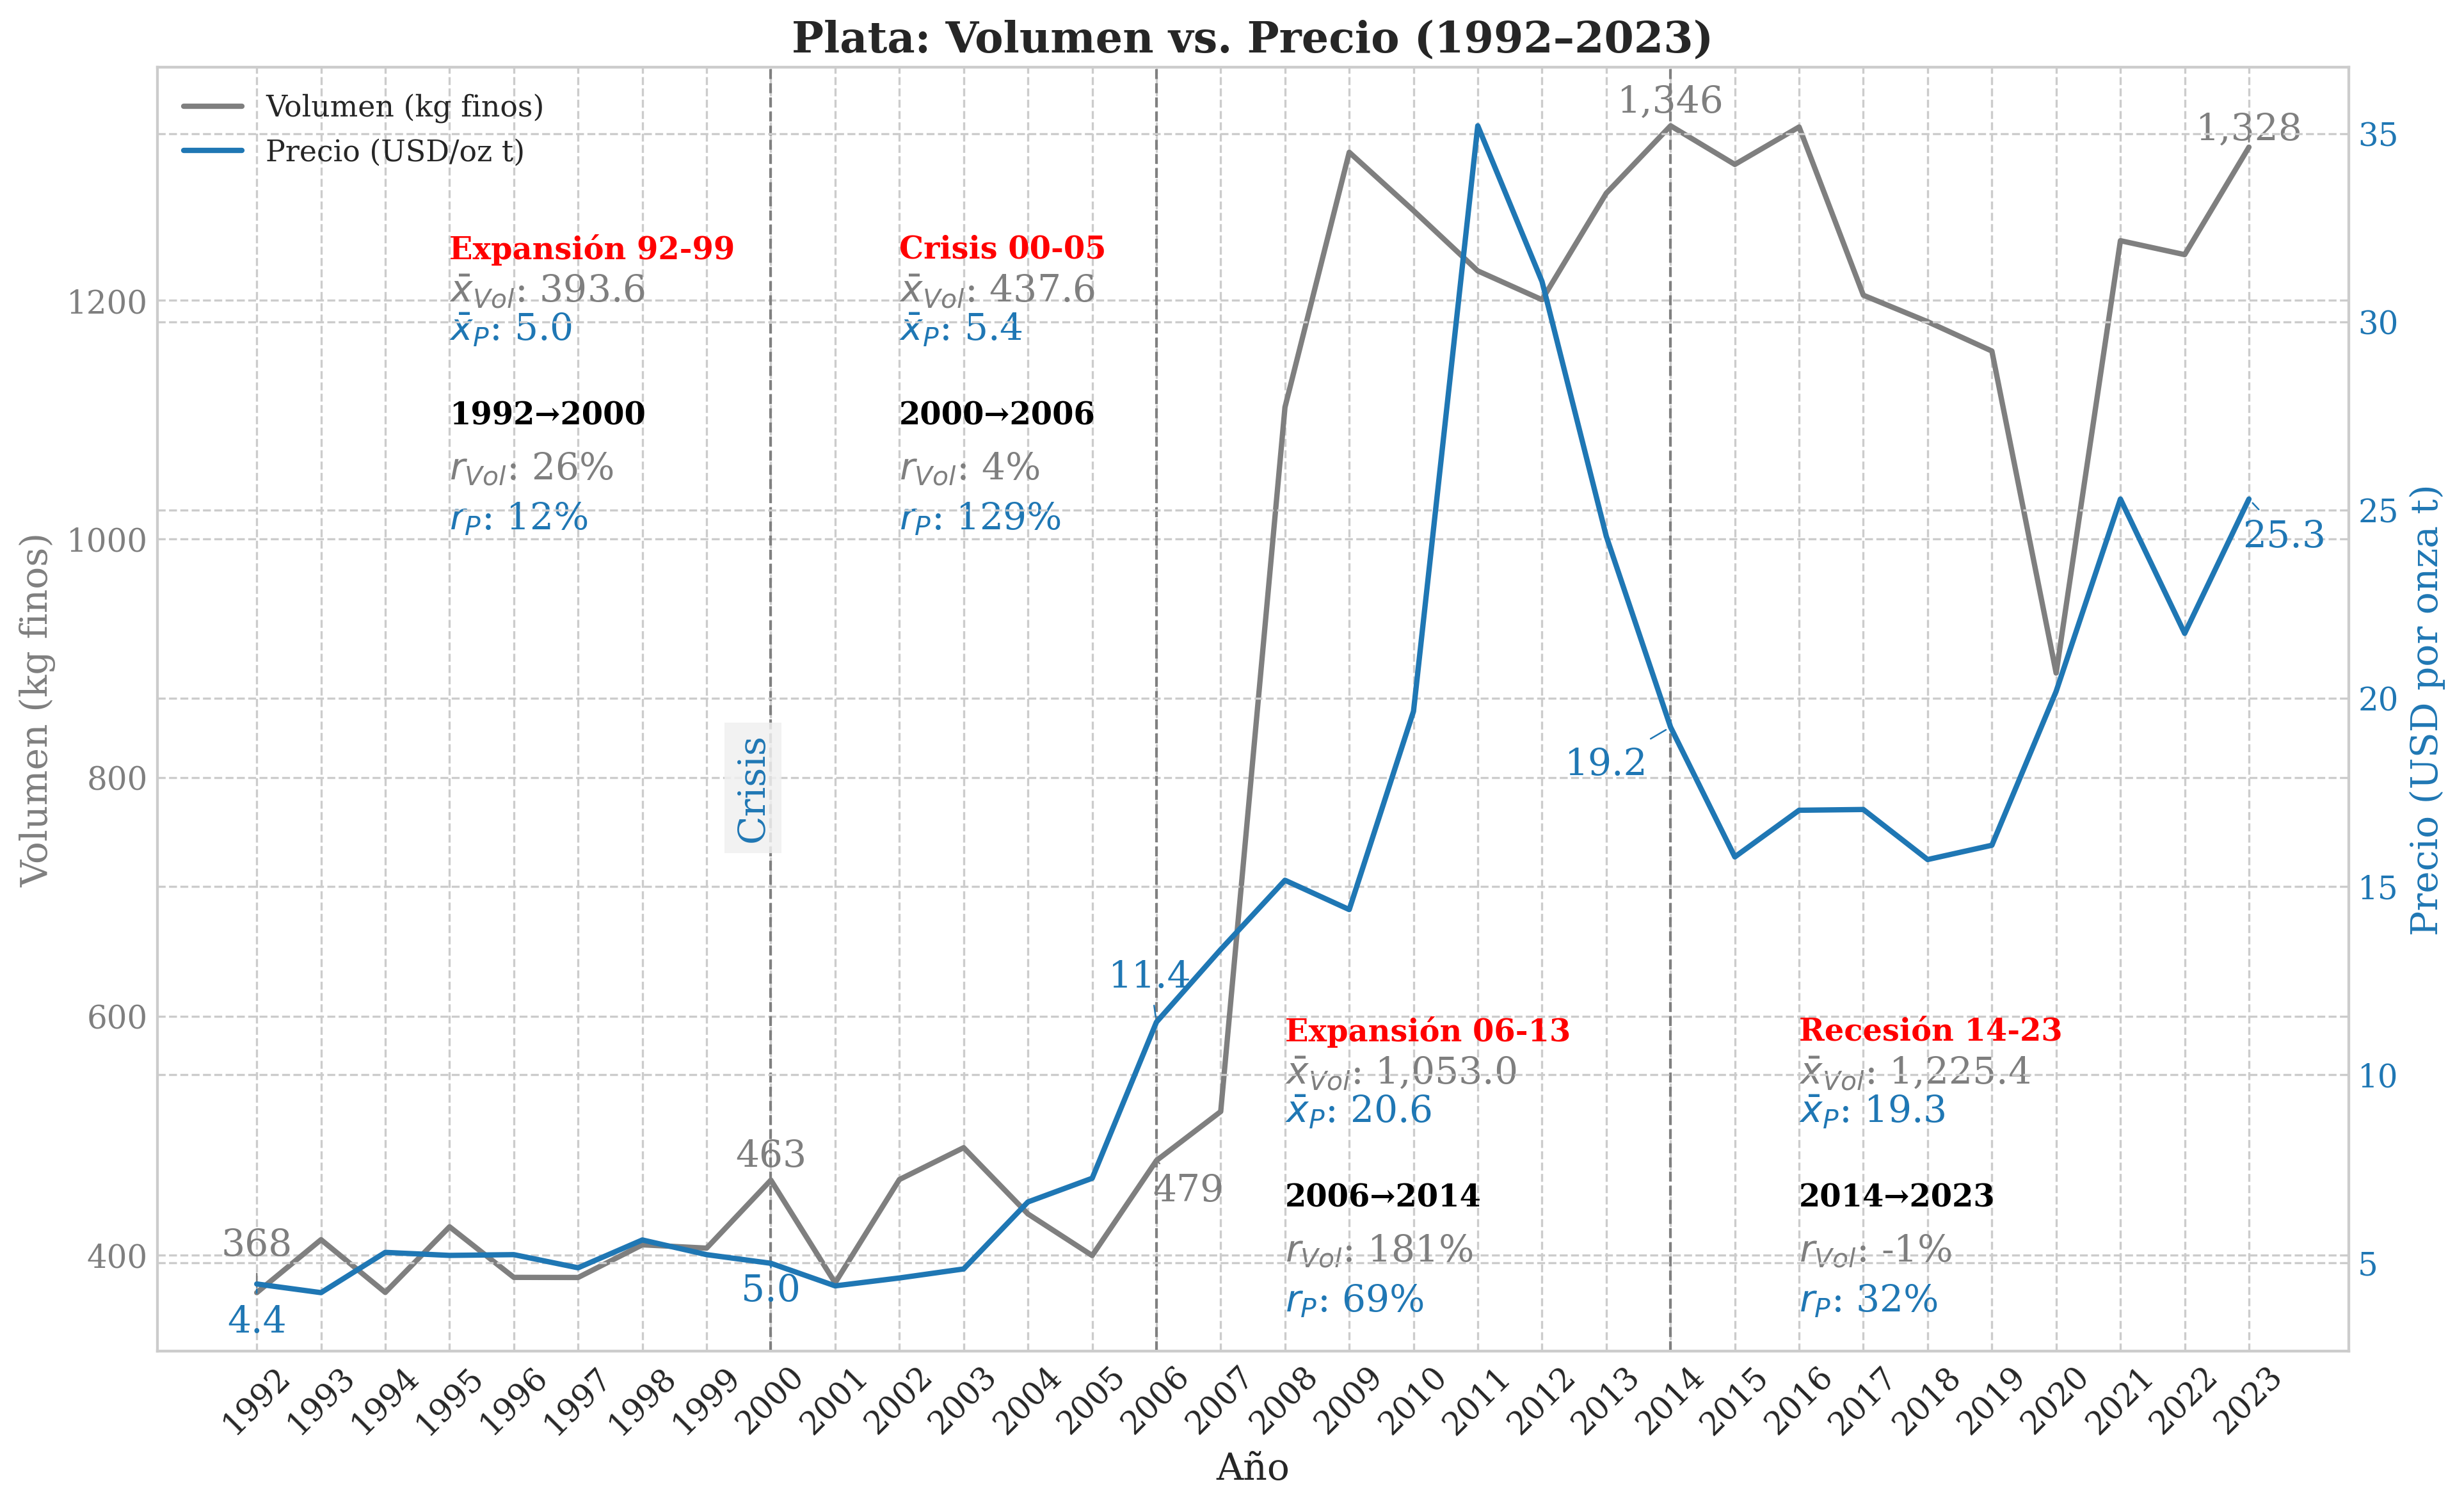 Plata: Volumen vs. Precio (1992–2023)
Volumen (kg finos)
Precio (USD/oz t)
1,346
1,328
Expansión 92-99
x̄Vol: 393.6
x̄P: 5.0
1992→2000
rVol: 26%
rP: 12%
Crisis 00-05
x̄Vol: 437.6
x̄P: 5.4
2000→2006
rVol: 4%
rP: 129%
25.3
Crisis
19.2
11.4
Expansión 06-13
x̄Vol: 1,053.0
x̄P: 20.6
2006→2014
rVol: 181%
rP: 69%
Recesión 14-23
x̄Vol: 1,225.4
x̄P: 19.3
2014→2023
rVol: -1%
rP: 32%
463
479
368
5.0
4.4
Volumen (kg finos)
1200
1000
800
600
400
Precio (USD por onza t)
35
30
25
20
15
10
5
1992 1993 1994 1995 1996 1997 1998 1999 2000 2001 2002 2003 2004 2005 2006 2007 2008 2009 2010 2011 2012 2013 2014 2015 2016 2017 2018 2019 2020 2021 2022 2023
Año